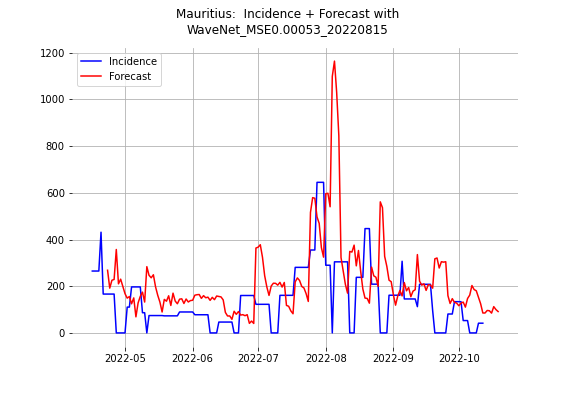 Mauritius:  Incidence + Forecast with
WaveNet_MSE0.00053_20220815
Incidence
Forecast
1200
1000
800
600
400
200
0
2022-05 2022-06 2022-07 2022-08 2022-09 2022-10